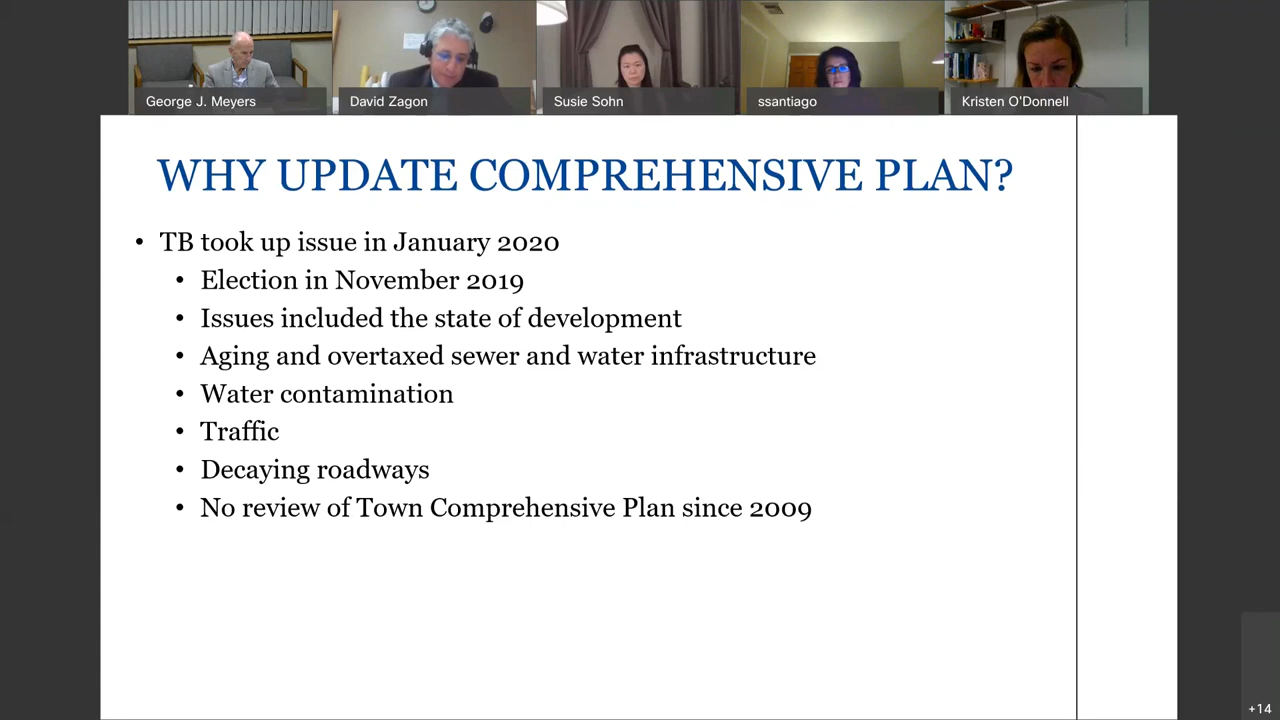 George J. Meyers
David Zagon
Susie Sohn
ssantiago
Kristen O'Donnell
WHY UPDATE COMPREHENSIVE PLAN?
• TB took up issue in January 2020
• Election in November 2019
• Issues included the state of development
• Aging and overtaxed sewer and water infrastructure
• Water contamination
• Traffic
• Decaying roadways
• No review of Town Comprehensive Plan since 2009
+14